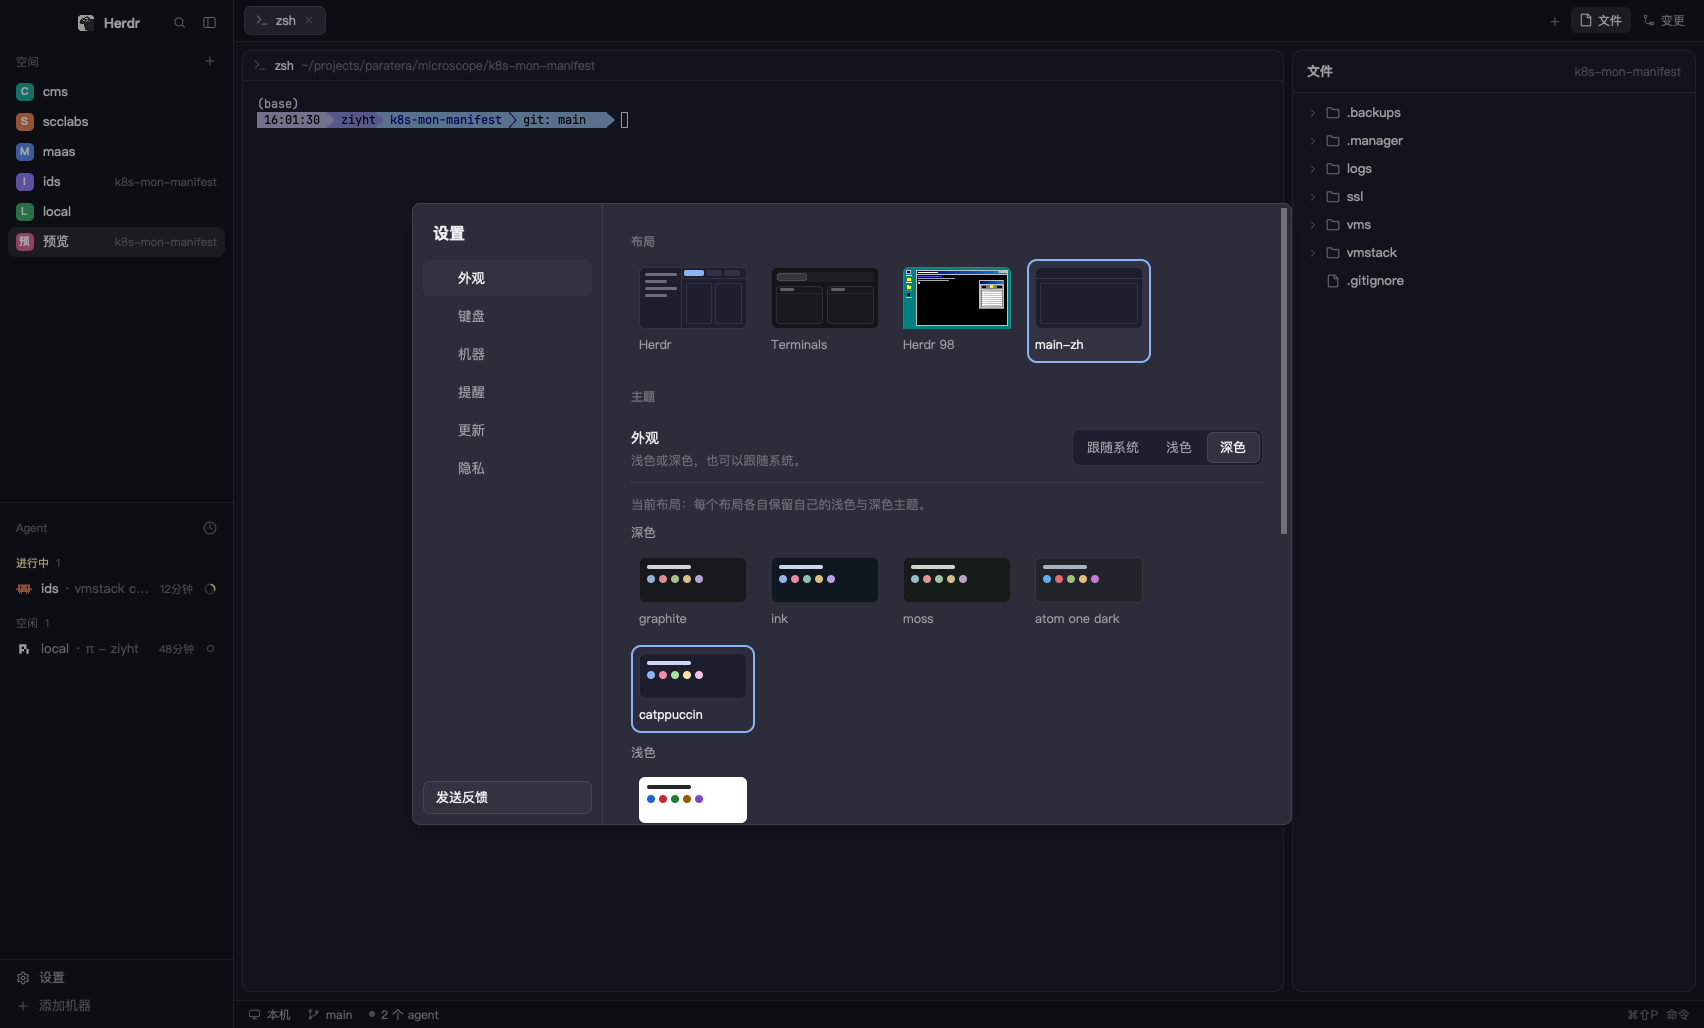 Herdr
空间
C cms
S scclabs
M maas
I ids k8s-mon-manifest
L local
预 预览 k8s-mon-manifest
Agent
进行中 1
ids · vmstack c... 12分钟
空闲 1
local · π - ziyht 48分钟
设置
+ 添加机器
>_ zsh ×
+ 文件 变更
>_ zsh ~/projects/paratera/microscope/k8s-mon-manifest
(base)
16:01:30 ziyht k8s-mon-manifest git: main
设置
外观
键盘
机器
提醒
更新
隐私
发送反馈
布局
Herdr Terminals Herdr 98 main-zh
主题
外观
浅色或深色，也可以跟随系统。
跟随系统 浅色 深色
当前布局：每个布局各自保留自己的浅色与深色主题。
深色
graphite ink moss atom one dark
catppuccin
浅色
文件 k8s-mon-manifest
.backups
.manager
logs
ssl
vms
vmstack
.gitignore
本机 main 2 个 agent
⌘⇧P 命令